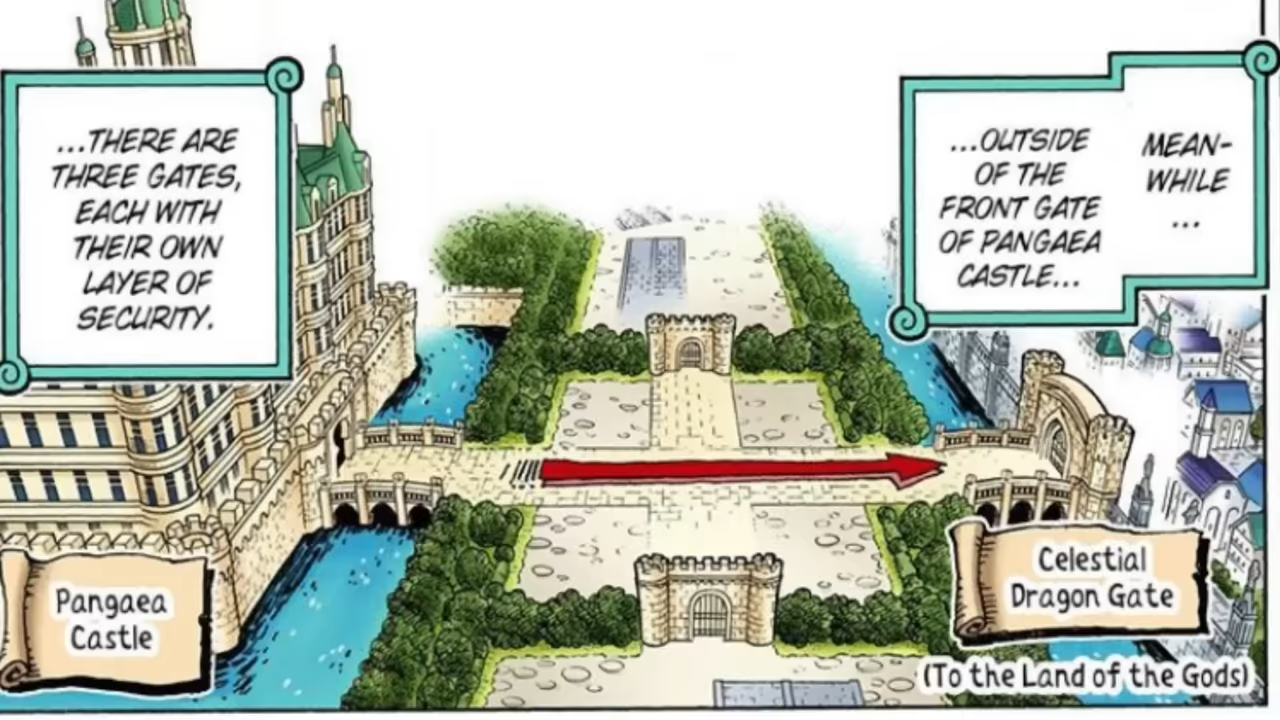 MEAN-
WHILE
...
...OUTSIDE
OF THE
FRONT GATE
OF PANGAEA
CASTLE...
...THERE ARE
THREE GATES,
EACH WITH
THEIR OWN
LAYER OF
SECURITY.
Pangaea
Castle
Celestial
Dragon Gate
(To the Land of the Gods)